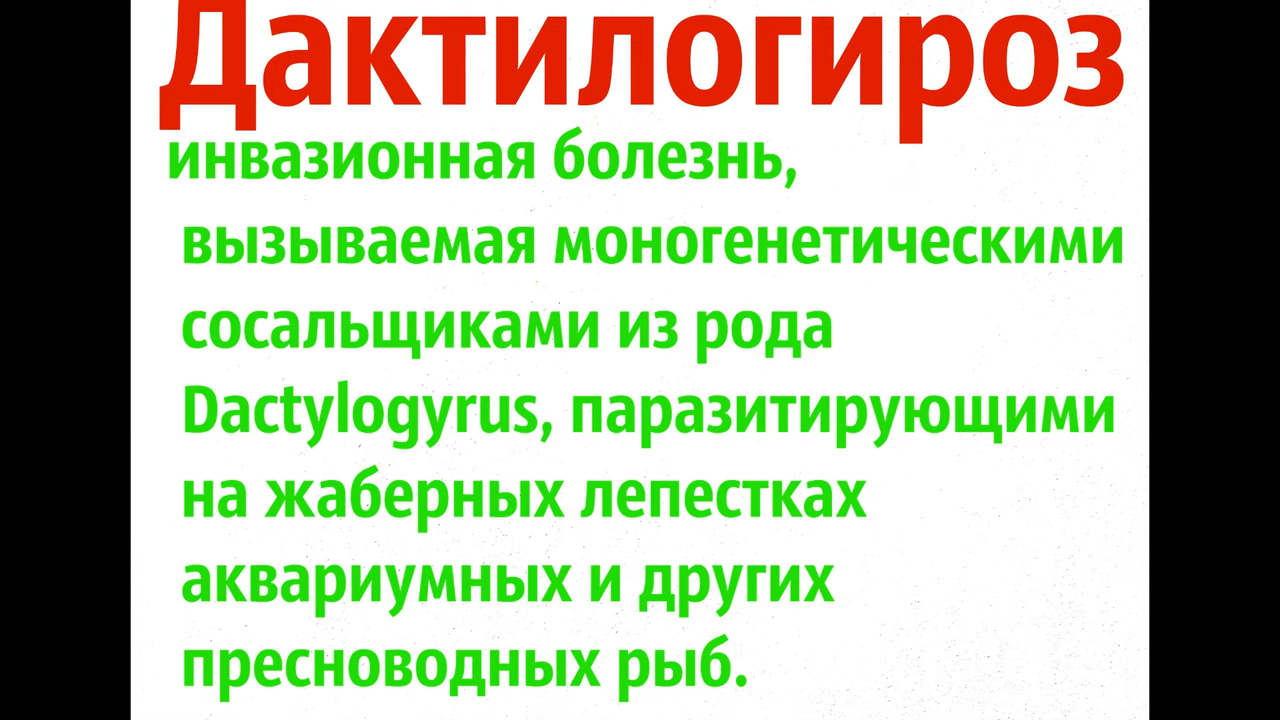 Дактилогироз
инвазионная болезнь,
вызываемая моногенетическими
сосальщиками из рода
Dactylogyrus, паразитирующими
на жаберных лепестках
аквариумных и других
пресноводных рыб.